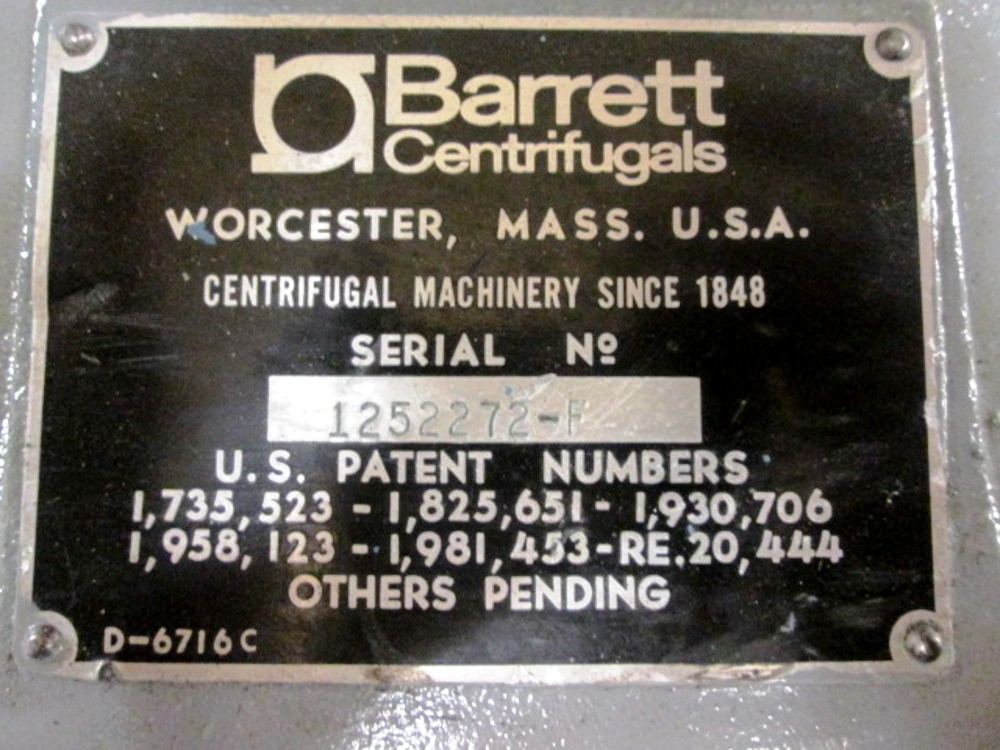 Barrett
Centrifugals
WORCESTER, MASS. U.S.A.
CENTRIFUGAL MACHINERY SINCE 1848
SERIAL Nº
1252272-F
U.S. PATENT NUMBERS
1,735,523 - 1,825,651 - 1,930,706
1,958,123 - 1,981,453-RE.20,444
OTHERS PENDING
D-6716C